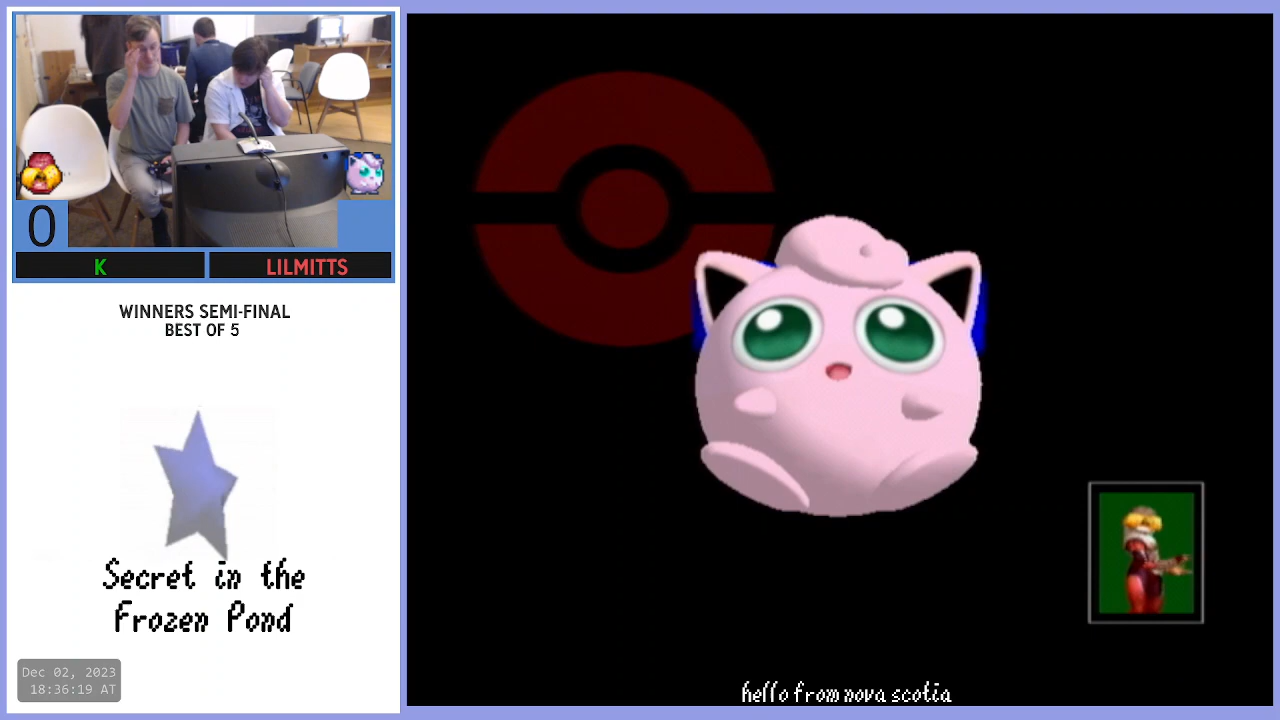 0
K
LILMITTS
WINNERS SEMI-FINAL
BEST OF 5
Secret in the
Frozen Pond
Dec 02, 2023
18:36:19 AT
hello from nova scotia